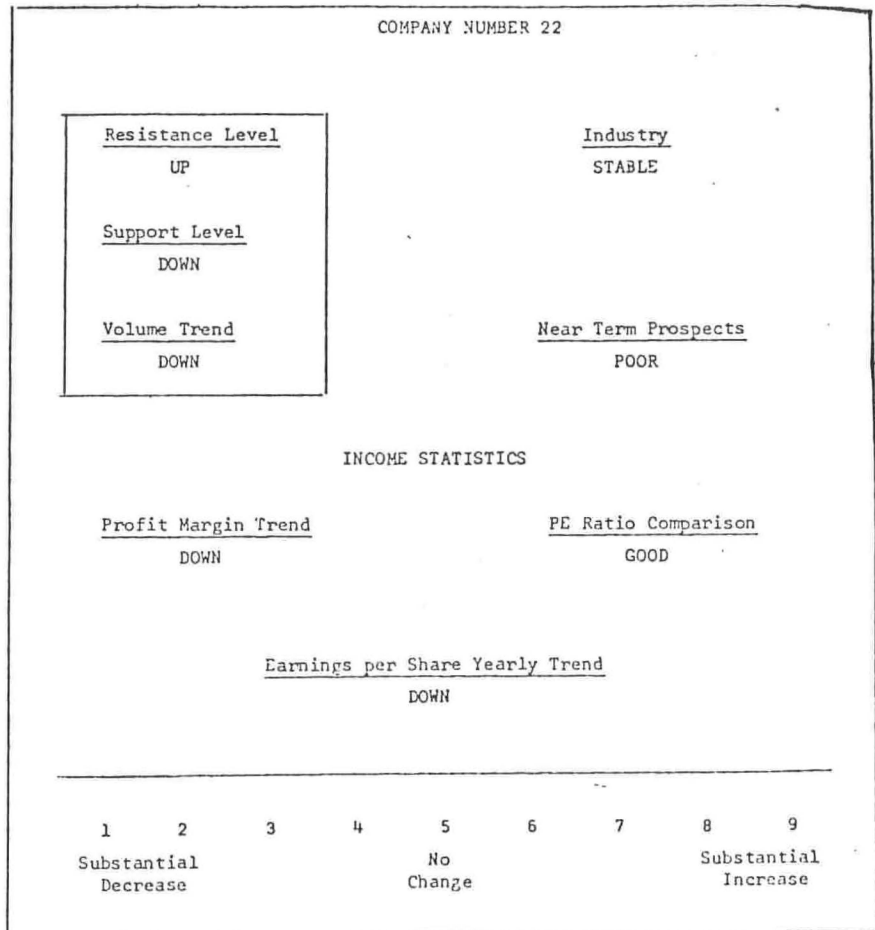 COMPANY NUMBER 22
Resistance Level
UP
Support Level
DOWN
Volume Trend
DOWN
Industry
STABLE
Near Term Prospects
POOR
INCOME STATISTICS
Profit Margin Trend
DOWN
PE Ratio Comparison
GOOD
Earnings per Share Yearly Trend
DOWN
1 2 3 4 5 6 7 8 9
Substantial Decrease
No Change
Substantial Increase